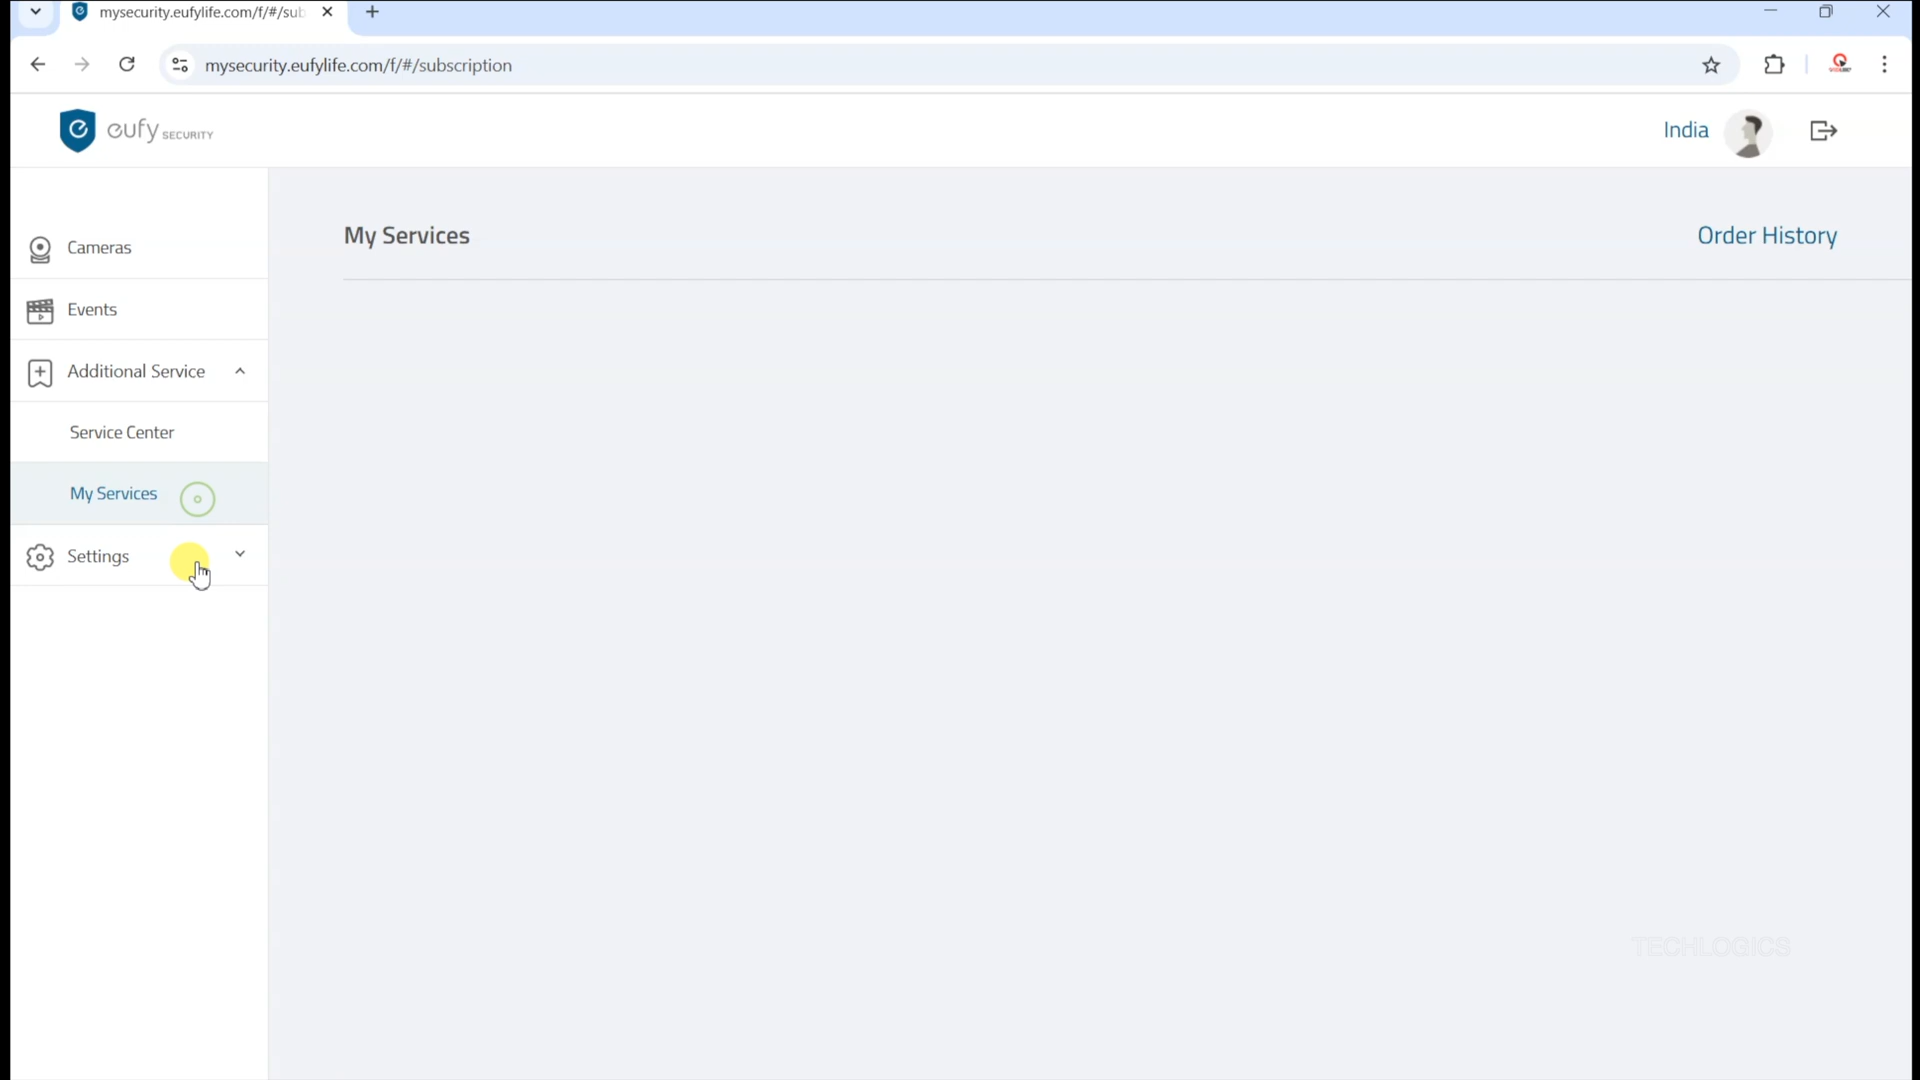 mysecurity.eufylife.com/f/#/sub
mysecurity.eufylife.com/f/#/subscription
eufy SECURITY
India
Cameras
Events
Additional Service
Service Center
My Services
Settings
My Services
Order History
TECHLOGICS